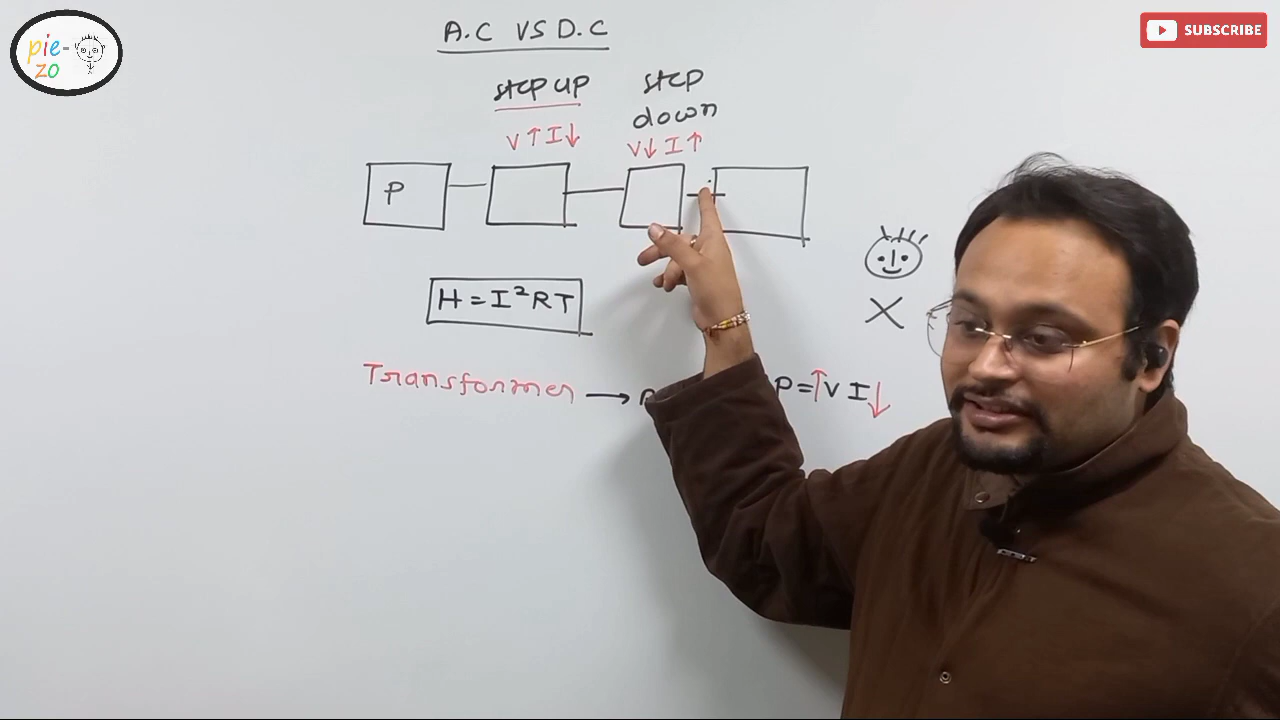 pie-
zo
SUBSCRIBE
A.C VS D.C
step up
step
down
V↑ I↓
V↓ I↑
P
H = I²RT
Transformer →
P = ↑V I↓